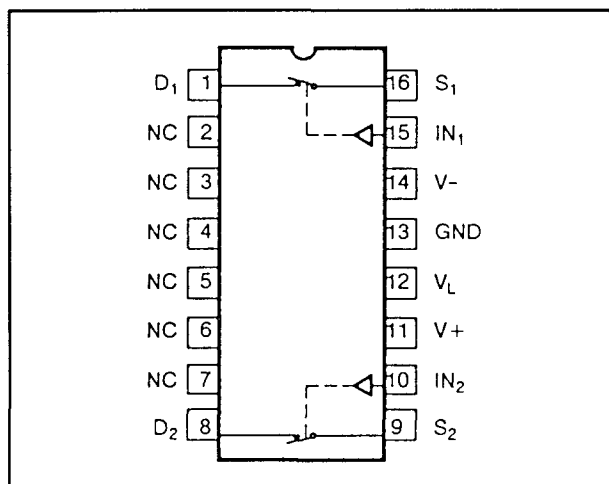 D₁ 1 16 S₁
NC 2 15 IN₁
NC 3 14 V-
NC 4 13 GND
NC 5 12 V_L
NC 6 11 V+
NC 7 10 IN₂
D₂ 8 9 S₂